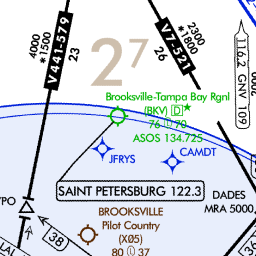 V441-579
4000
*1500
23
2⁷
V7-521
2300
*1800
26
116.2 GNV 109
Brooksville-Tampa Bay Rgnl
(BKV) D★
76 70
ASOS 134.725
JFRYS
CAMDT
SAINT PETERSBURG 122.3
DADES
MRA 5000
BROOKSVILLE
Pilot Country
(X05)
80 37
38